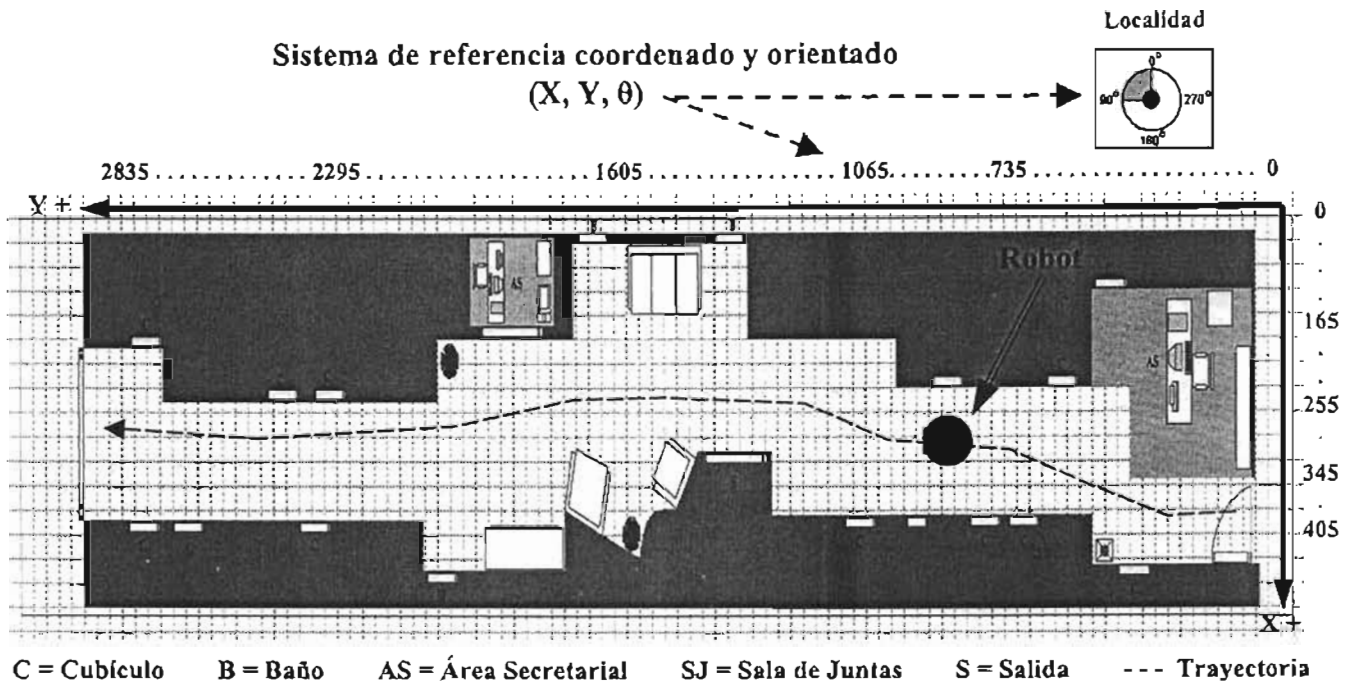 Localidad
Sistema de referencia coordenado y orientado
(X, Y, θ)
0°
90°
270°
180°
2835 2295 1605 1065 735 0
Y +
0
Robot
165
AS
AS
255
345
405
X +
C = Cubículo B = Baño AS = Área Secretarial SJ = Sala de Juntas S = Salida --- Trayectoria